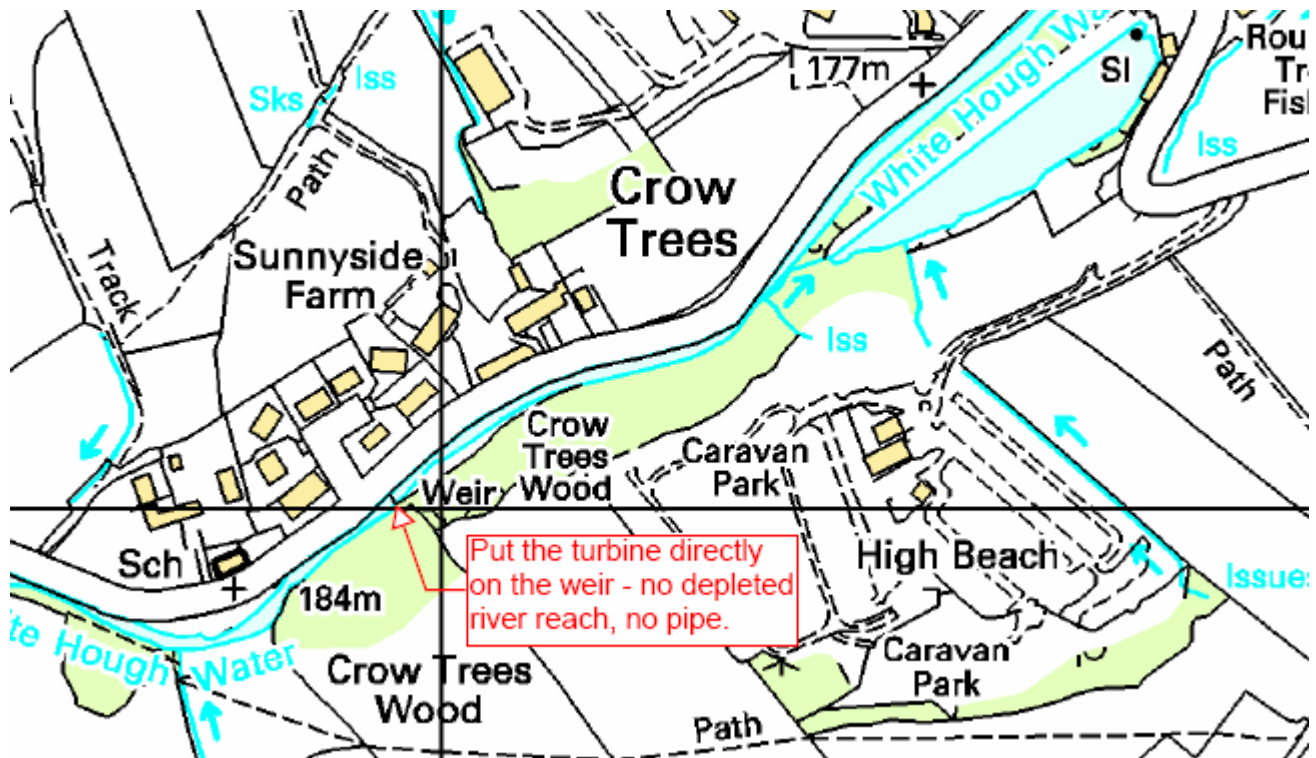 Sks
Iss
Path
177m
White Hough Wa
Sl
Rou
Tr
Fish
Iss
Crow
Trees
Track
Sunnyside
Farm
Iss
Path
Crow
Trees
Wood
Caravan
Park
Weir
Sch
184m
Put the turbine directly
on the weir - no depleted
river reach, no pipe.
High Beach
Issues
te Hough Water
Crow Trees
Wood
Caravan
Park
Path